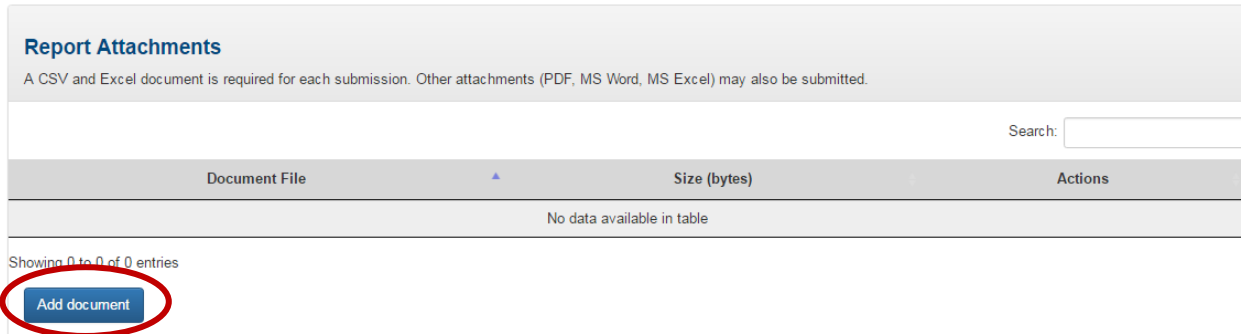 Report Attachments
A CSV and Excel document is required for each submission. Other attachments (PDF, MS Word, MS Excel) may also be submitted.
Search:
Document File Size (bytes) Actions
No data available in table
Showing 0 to 0 of 0 entries
Add document